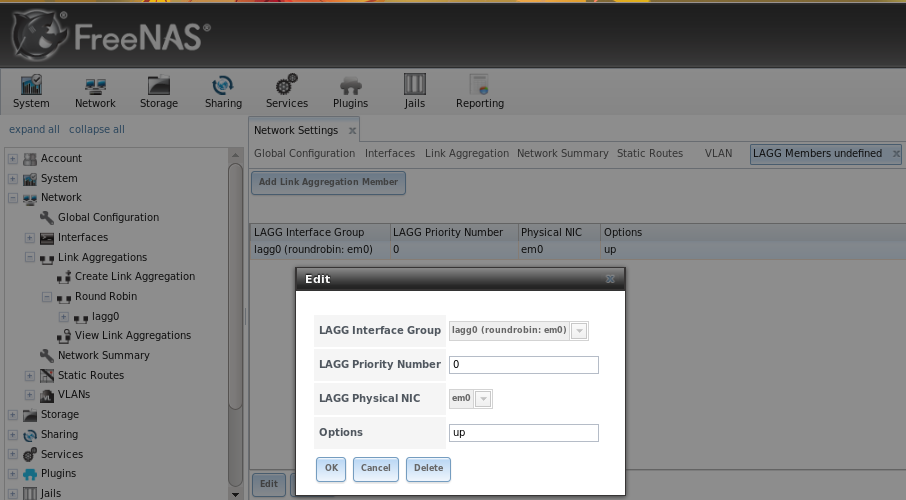 FreeNAS®
System Network Storage Sharing Services Plugins Jails Reporting
expand all collapse all
Account
System
Network
Global Configuration
Interfaces
Link Aggregations
Create Link Aggregation
Round Robin
lagg0
View Link Aggregations
Network Summary
Static Routes
VLANs
Storage
Sharing
Services
Plugins
Jails
Network Settings
Global Configuration Interfaces Link Aggregation Network Summary Static Routes VLAN LAGG Members undefined
Add Link Aggregation Member
LAGG Interface Group LAGG Priority Number Physical NIC Options
lagg0 (roundrobin: em0) 0 em0 up
Edit
LAGG Interface Group lagg0 (roundrobin: em0)
LAGG Priority Number 0
LAGG Physical NIC em0
Options up
OK Cancel Delete
Edit